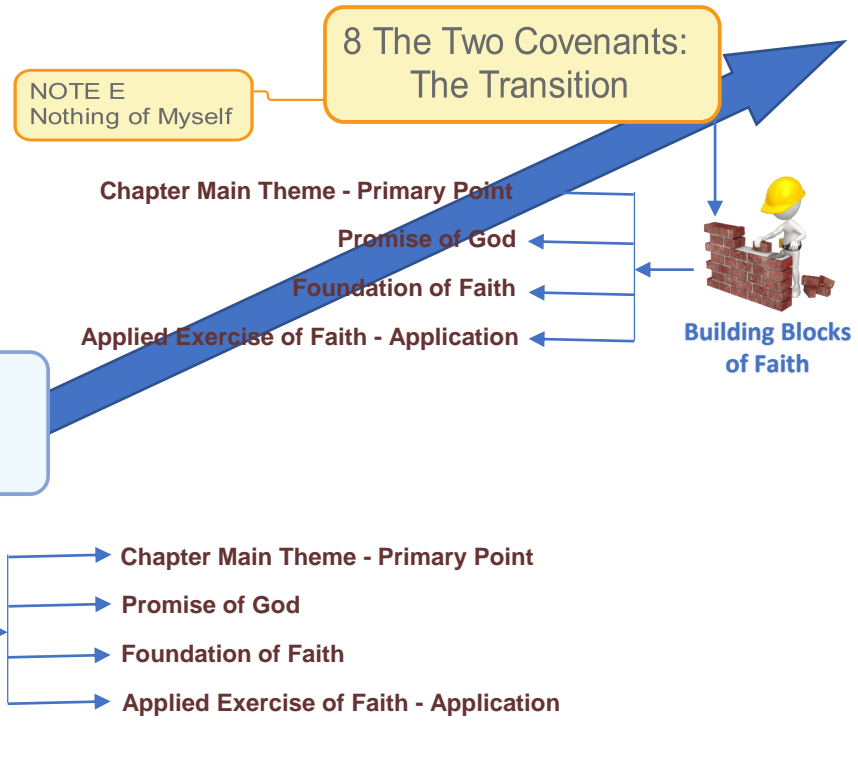 8 The Two Covenants:
The Transition
NOTE E
Nothing of Myself
Chapter Main Theme - Primary Point
Promise of God
Foundation of Faith
Applied Exercise of Faith - Application
Building Blocks
of Faith
Chapter Main Theme - Primary Point
Promise of God
Foundation of Faith
Applied Exercise of Faith - Application